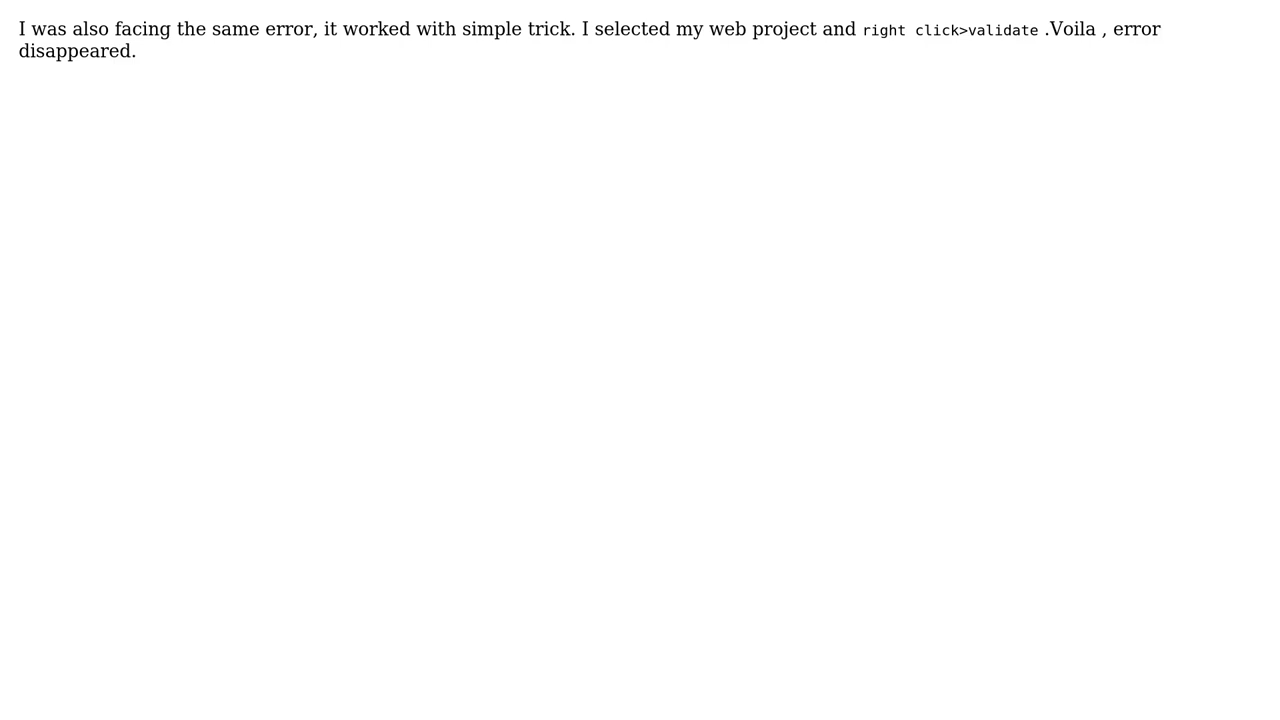 I was also facing the same error, it worked with simple trick. I selected my web project and right click>validate .Voila , error
disappeared.